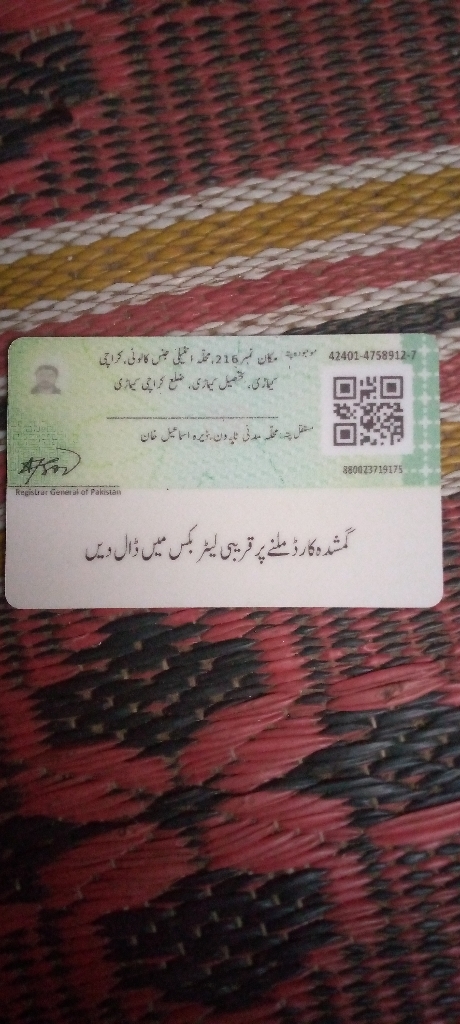 42401-4758912-7
موجودہ پتہ مکان نمبر 216، محلہ انٹیلی جنس کالونی، کراچی
کیماڑی، تحصیل کیماڑی، ضلع کراچی کیماڑی
مستقل پتہ محلہ مدنی ٹاؤن، ڈیرہ اسماعیل خان
880023719175
Registrar General of Pakistan
گمشدہ کارڈ ملنے پر قریبی لیٹر بکس میں ڈال دیں